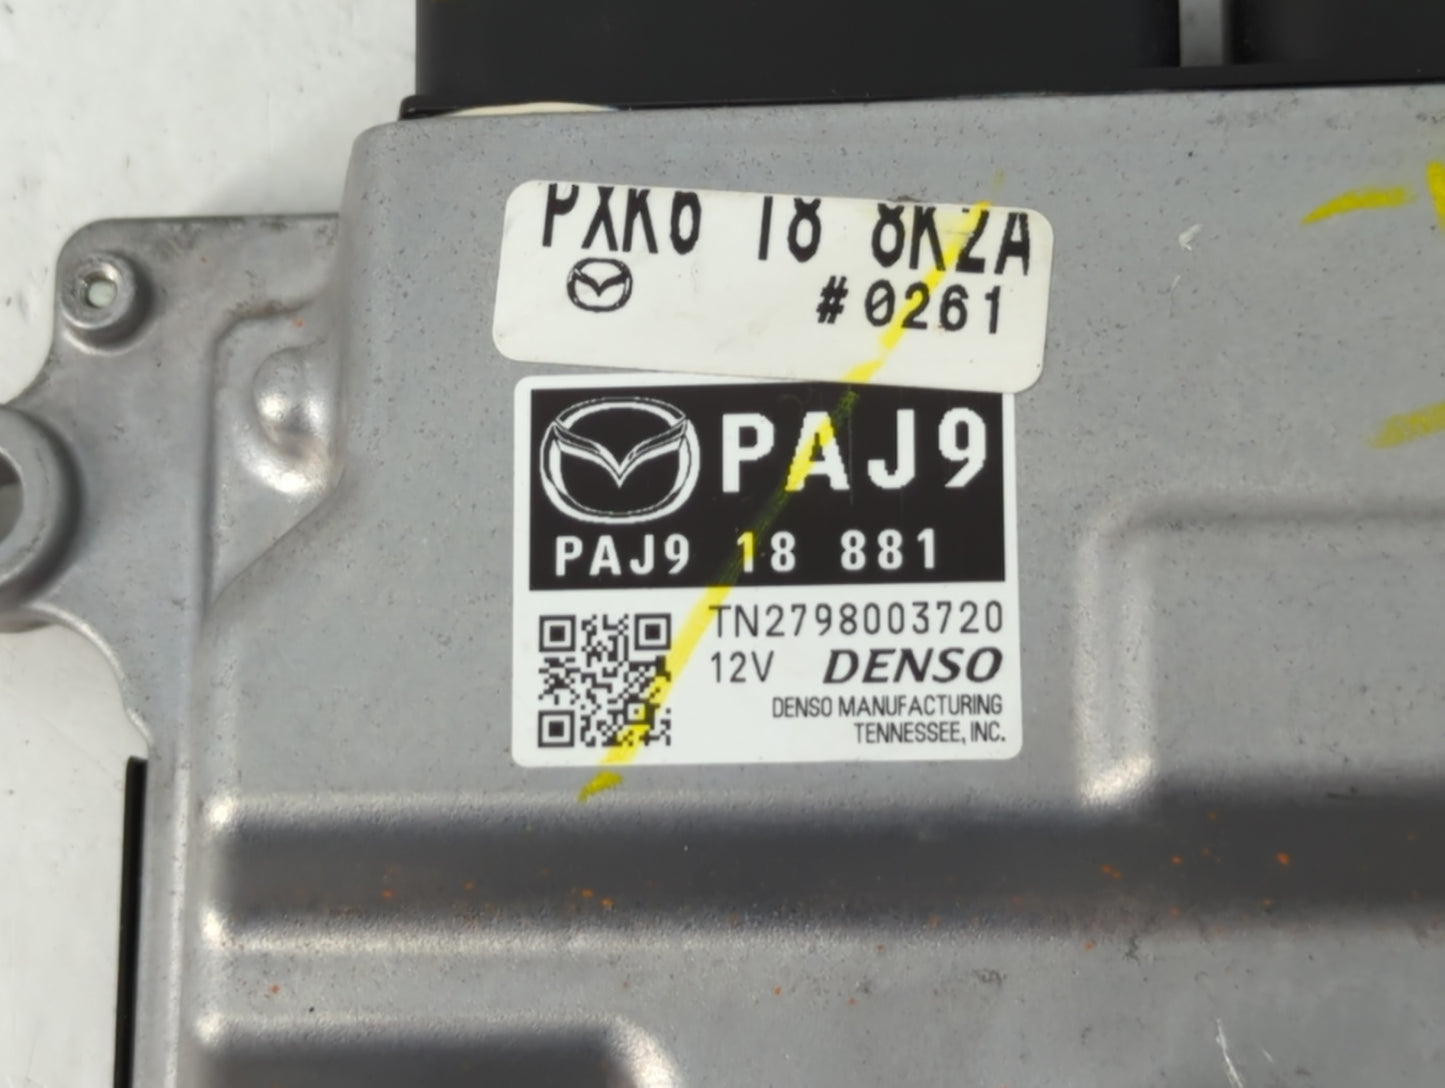 PXK6 18 8K2A
#0261
PAJ9
PAJ9 18 881
TN2798003720
12V DENSO
DENSO MANUFACTURING
TENNESSEE, INC.